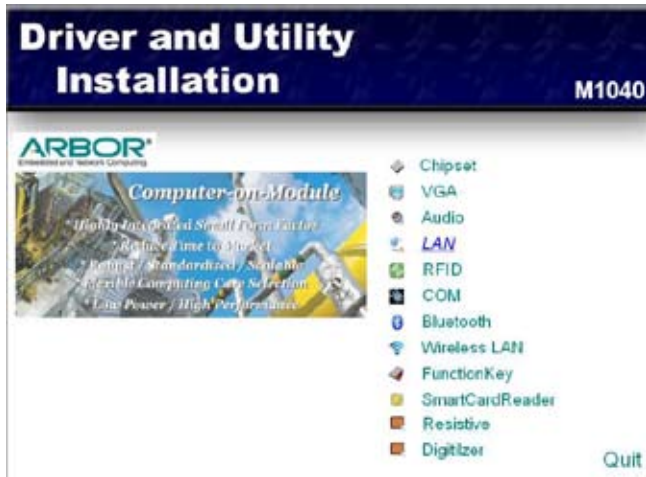 Driver and Utility
Installation
M1040
ARBOR
Embedded and Network Computing
Computer-on-Module
*Highly Integrated Small Form Factor
*Reduce Time to Market
*Robust / Standardized / Scalable
*Flexible Computing Core Selection
*Low Power / High Performance
Chipset
VGA
Audio
LAN
RFID
COM
Bluetooth
Wireless LAN
FunctionKey
SmartCardReader
Resistive
Digitilzer
Quit